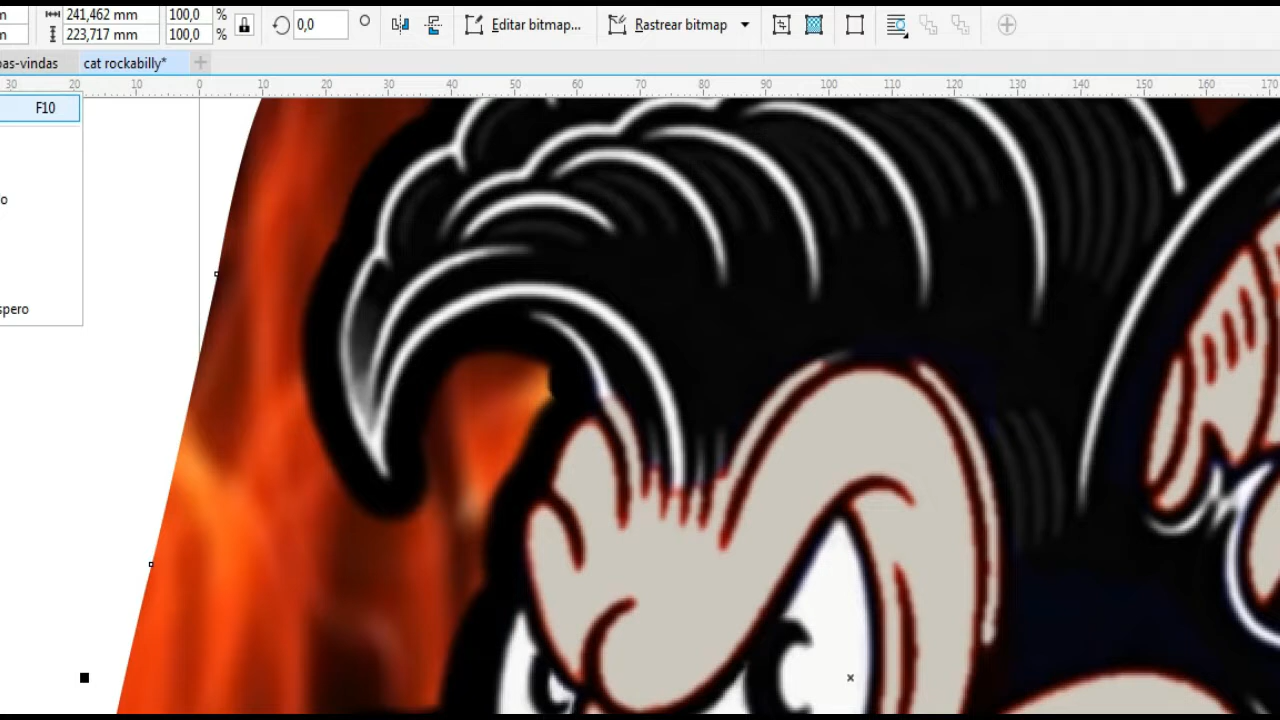 m 241,462 mm 100,0 %
m 223,717 mm 100,0 %
0,0 °
Editar bitmap...
Rastrear bitmap
oas-vindas cat rockabilly*
30 20 10 0 10 20 30 40 50 60 70 80 90 100 110 120 130 140 150 160 170
F10
o
spero